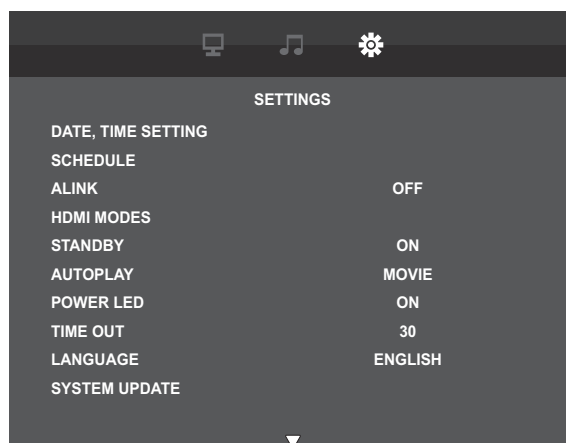 SETTINGS
DATE, TIME SETTING
SCHEDULE
ALINK OFF
HDMI MODES
STANDBY ON
AUTOPLAY MOVIE
POWER LED ON
TIME OUT 30
LANGUAGE ENGLISH
SYSTEM UPDATE